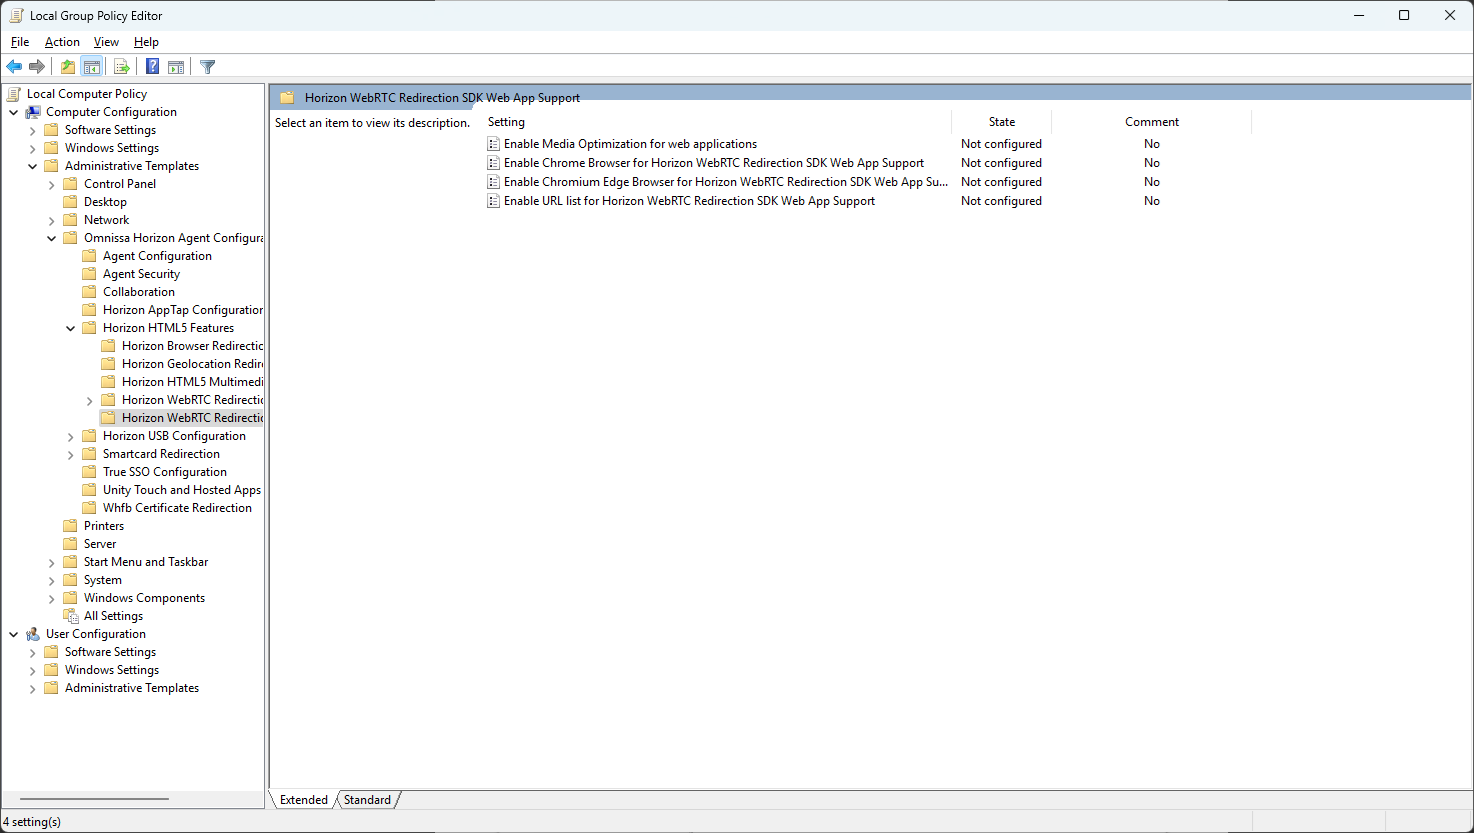 Local Group Policy Editor
File Action View Help
Local Computer Policy
Computer Configuration
Software Settings
Windows Settings
Administrative Templates
Control Panel
Desktop
Network
Omnissa Horizon Agent Configura
Agent Configuration
Agent Security
Collaboration
Horizon AppTap Configuration
Horizon HTML5 Features
Horizon Browser Redirectio
Horizon Geolocation Redire
Horizon HTML5 Multimedi
Horizon WebRTC Redirectio
Horizon WebRTC Redirectio
Horizon USB Configuration
Smartcard Redirection
True SSO Configuration
Unity Touch and Hosted Apps
Whfb Certificate Redirection
Printers
Server
Start Menu and Taskbar
System
Windows Components
All Settings
User Configuration
Software Settings
Windows Settings
Administrative Templates
Horizon WebRTC Redirection SDK Web App Support
Select an item to view its description.
Setting State Comment
Enable Media Optimization for web applications Not configured No
Enable Chrome Browser for Horizon WebRTC Redirection SDK Web App Support Not configured No
Enable Chromium Edge Browser for Horizon WebRTC Redirection SDK Web App Su... Not configured No
Enable URL list for Horizon WebRTC Redirection SDK Web App Support Not configured No
Extended Standard
4 setting(s)